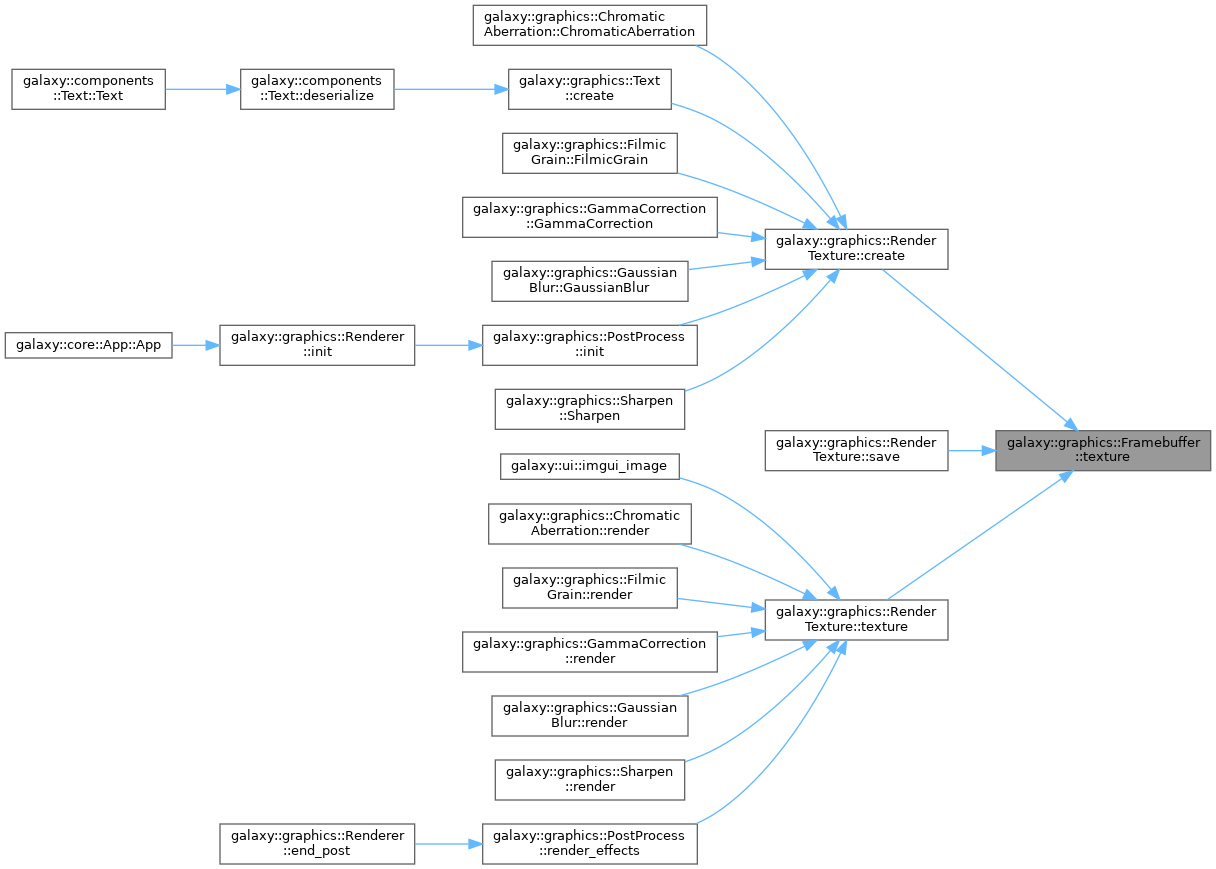 galaxy::graphics::Chromatic
Aberration::ChromaticAberration
galaxy::components
::Text::Text
galaxy::components
::Text::deserialize
galaxy::graphics::Text
::create
galaxy::graphics::Filmic
Grain::FilmicGrain
galaxy::graphics::GammaCorrection
::GammaCorrection
galaxy::graphics::Render
Texture::create
galaxy::graphics::Gaussian
Blur::GaussianBlur
galaxy::core::App::App
galaxy::graphics::Renderer
::init
galaxy::graphics::PostProcess
::init
galaxy::graphics::Sharpen
::Sharpen
galaxy::graphics::Render
Texture::save
galaxy::graphics::Framebuffer
::texture
galaxy::ui::imgui_image
galaxy::graphics::Chromatic
Aberration::render
galaxy::graphics::Filmic
Grain::render
galaxy::graphics::Render
Texture::texture
galaxy::graphics::GammaCorrection
::render
galaxy::graphics::Gaussian
Blur::render
galaxy::graphics::Sharpen
::render
galaxy::graphics::Renderer
::end_post
galaxy::graphics::PostProcess
::render_effects